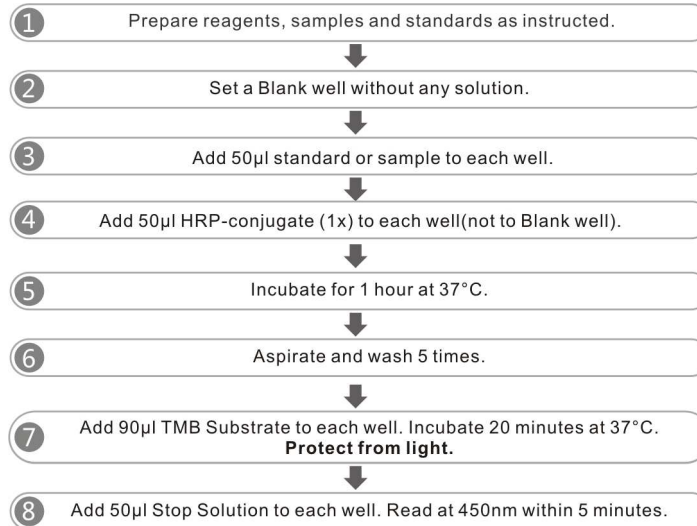 1 Prepare reagents, samples and standards as instructed.
2 Set a Blank well without any solution.
3 Add 50μl standard or sample to each well.
4 Add 50μl HRP-conjugate (1x) to each well(not to Blank well).
5 Incubate for 1 hour at 37°C.
6 Aspirate and wash 5 times.
7 Add 90μl TMB Substrate to each well. Incubate 20 minutes at 37°C.
Protect from light.
8 Add 50μl Stop Solution to each well. Read at 450nm within 5 minutes.